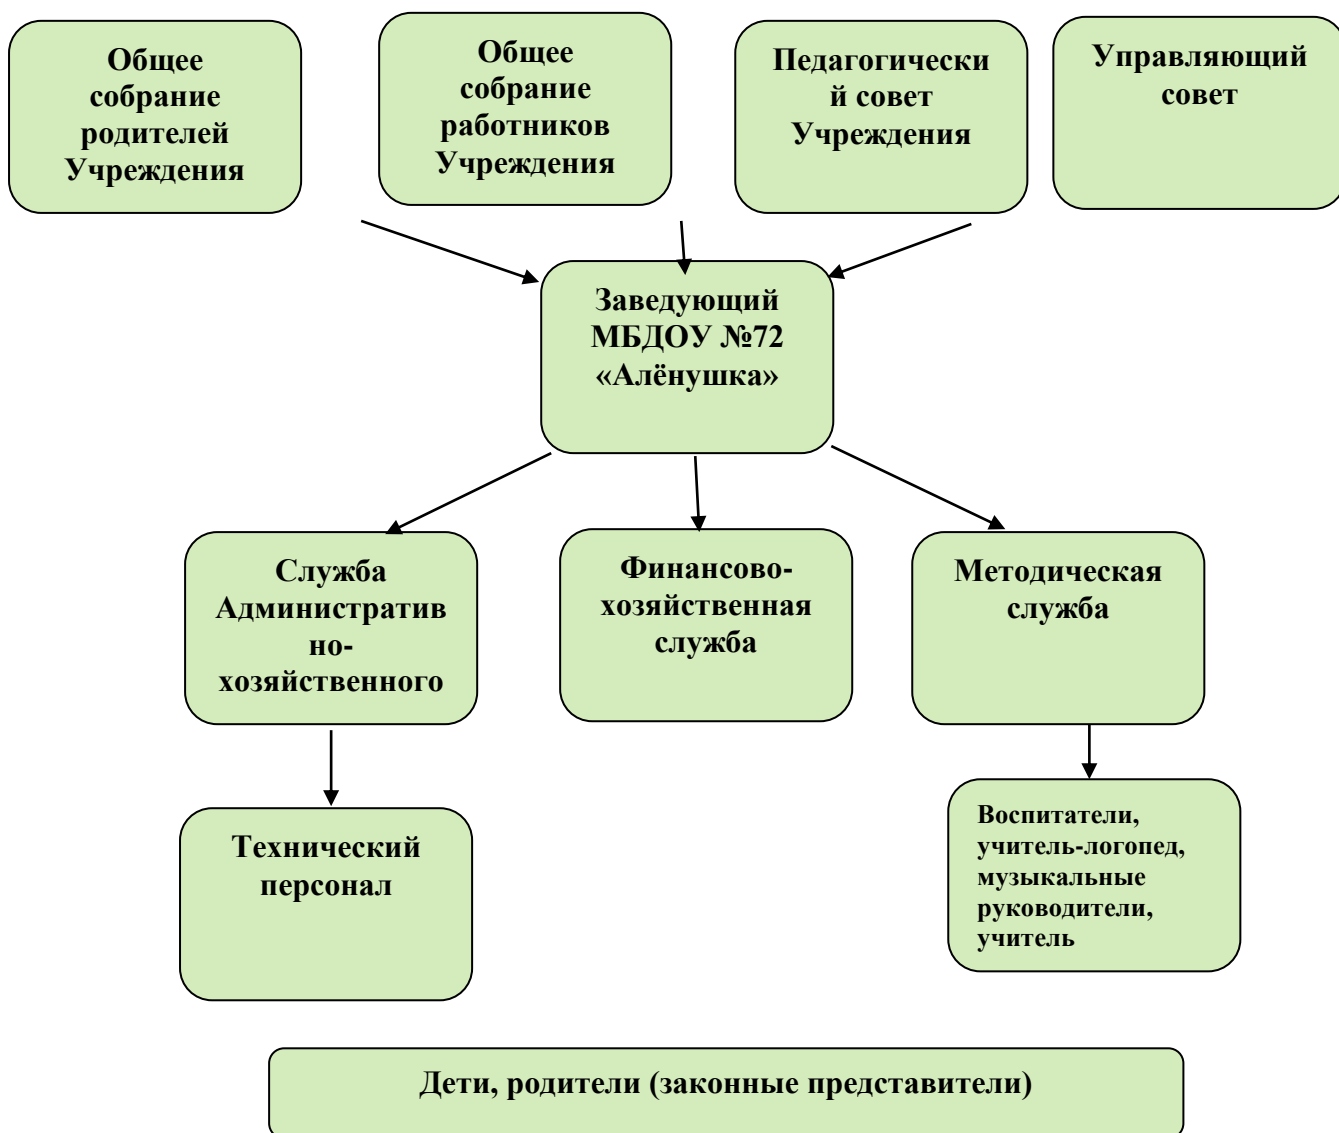 Общее
собрание
родителей
Учреждения
Общее
собрание
работников
Учреждения
Педагогически
й совет
Учреждения
Управляющий
совет
Заведующий
МБДОУ №72
«Алёнушка»
Служба
Административ
но-
хозяйственного
Финансово-
хозяйственная
служба
Методическая
служба
Технический
персонал
Воспитатели,
учитель-логопед,
музыкальные
руководители,
учитель
Дети, родители (законные представители)